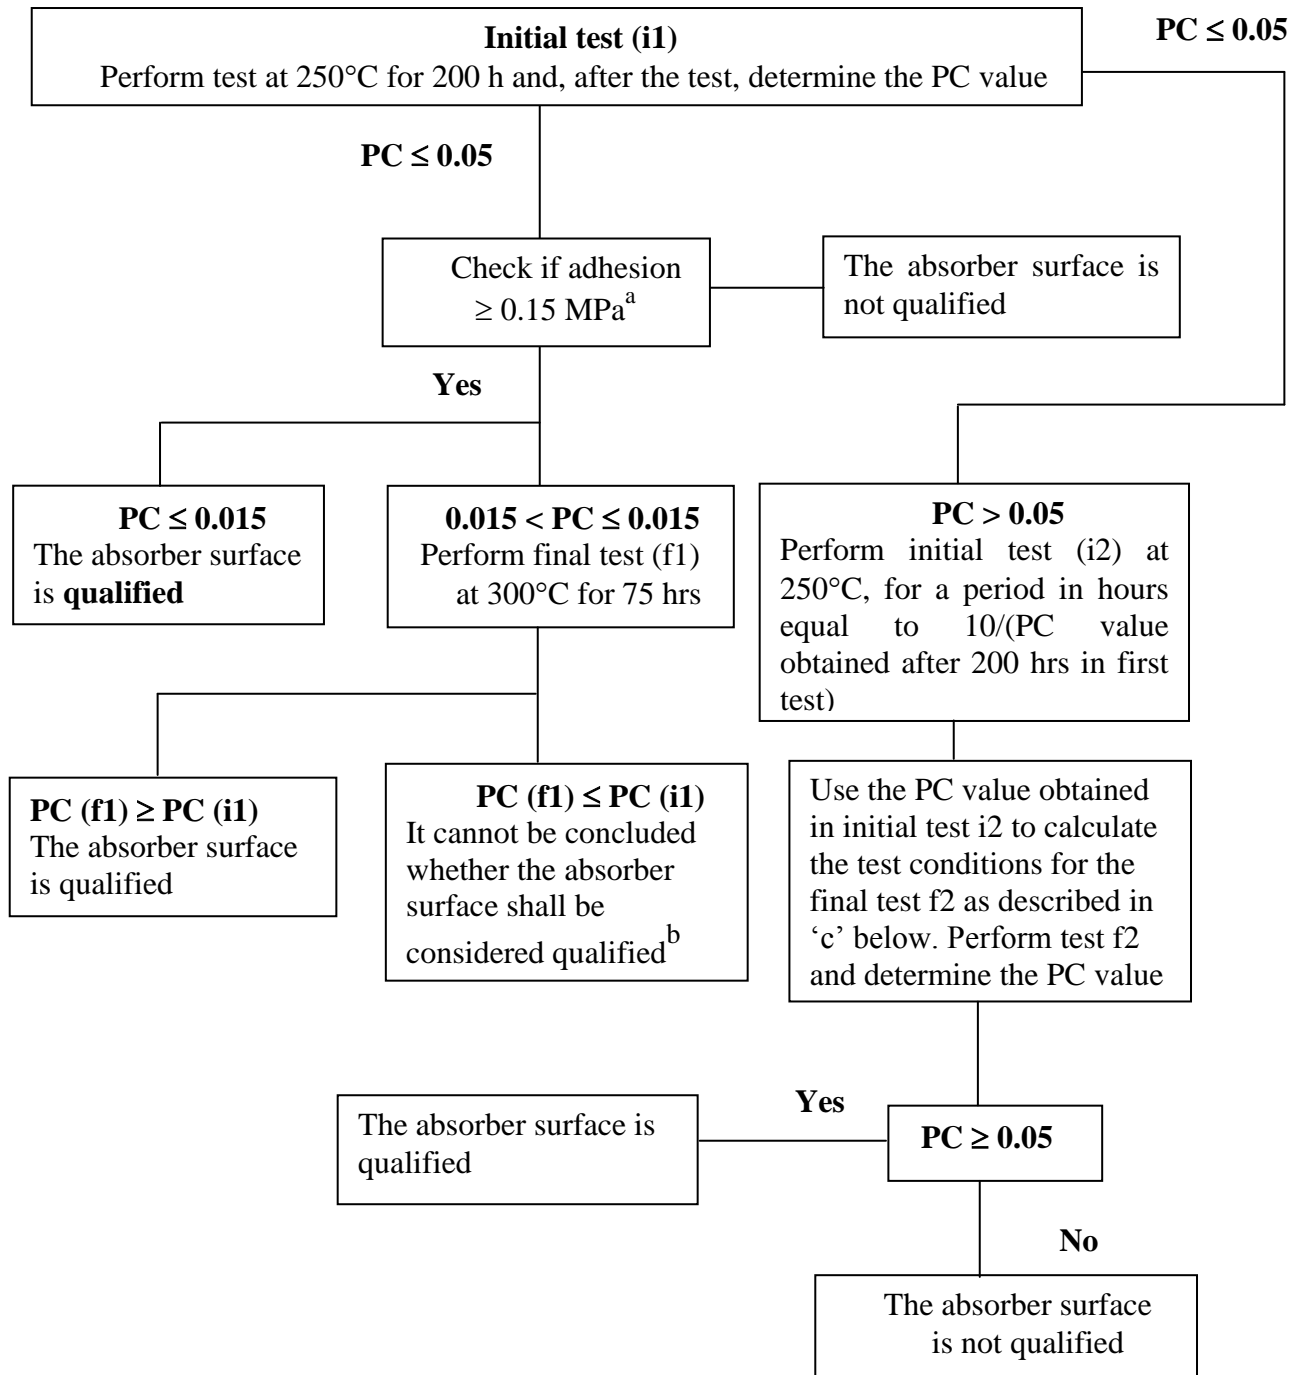 Initial test (i1)
Perform test at 250°C for 200 h and, after the test, determine the PC value
PC ≤ 0.05
PC ≤ 0.05
Check if adhesion
≥ 0.15 MPaᵃ
The absorber surface is
not qualified
Yes
PC ≤ 0.015
The absorber surface
is qualified
0.015 < PC ≤ 0.015
Perform final test (f1)
at 300°C for 75 hrs
PC > 0.05
Perform initial test (i2) at
250°C, for a period in hours
equal to 10/(PC value
obtained after 200 hrs in first
test)
PC (f1) ≥ PC (i1)
The absorber surface
is qualified
PC (f1) ≤ PC (i1)
It cannot be concluded
whether the absorber
surface shall be
considered qualifiedᵇ
Use the PC value obtained
in initial test i2 to calculate
the test conditions for the
final test f2 as described in
‘c’ below. Perform test f2
and determine the PC value
Yes
The absorber surface is
qualified
PC ≥ 0.05
No
The absorber surface
is not qualified